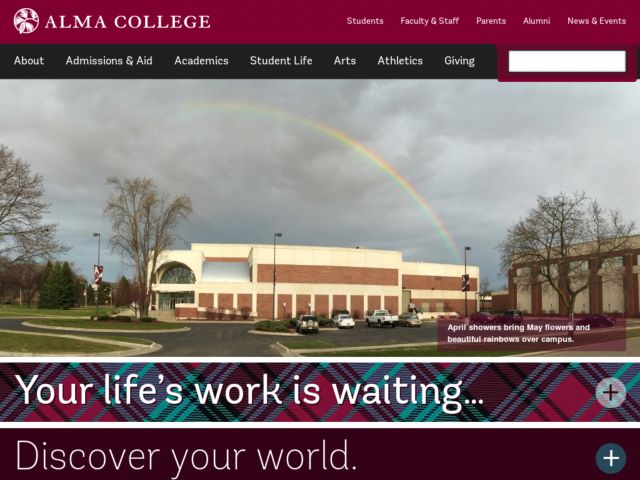 ALMA COLLEGE
Students Faculty & Staff Parents Alumni News & Events
About Admissions & Aid Academics Student Life Arts Athletics Giving
April showers bring May flowers and
beautiful rainbows over campus.
Your life's work is waiting...
Discover your world.